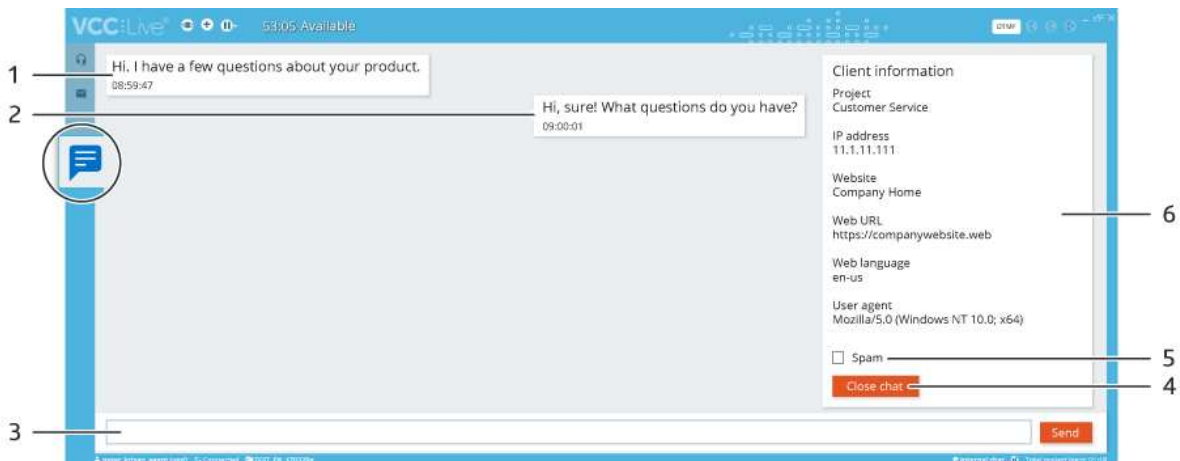 VCC:Live®
53:05 Available
DTMF
1
Hi. I have a few questions about your product.
08:59:47
2
Hi, sure! What questions do you have?
09:00:01
Client information
Project
Customer Service
IP address
11.1.11.111
Website
Company Home
6
Web URL
https://companywebsite.web
Web language
en-us
User agent
Mozilla/5.0 (Windows NT 10.0; x64)
Spam
5
Close chat
4
3
Send
Connected